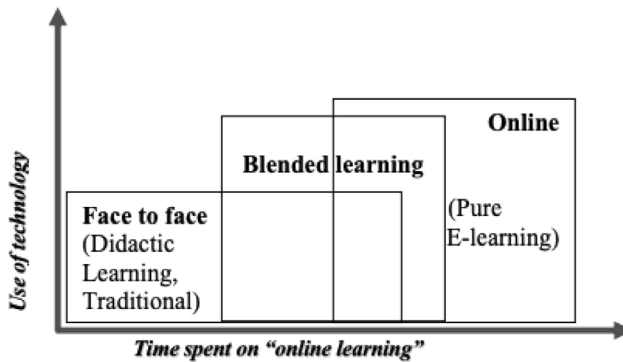 Use of technology
Online
Blended learning
Face to face
(Didactic
Learning,
Traditional)
(Pure
E-learning)
Time spent on “online learning”